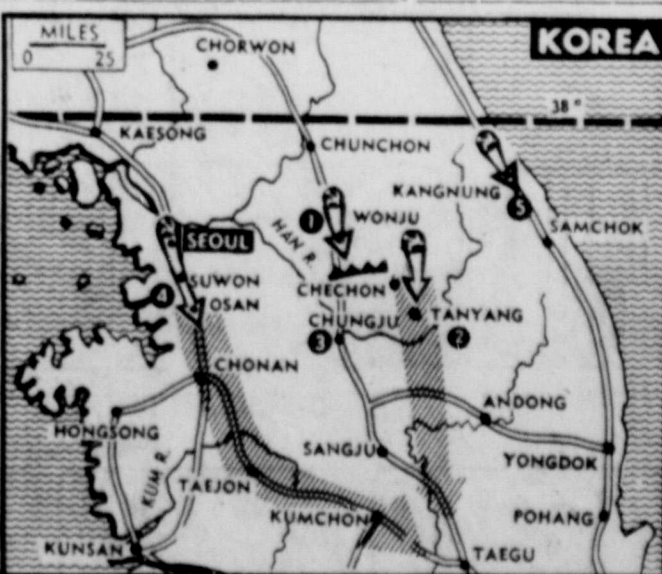 MILES
0 25
KOREA
CHORWON
38°
KAESONG
CHUNCHON
KANGNUNG
5
1
WONJU
HAN R.
SEOUL
SAMCHOK
SUWON
CHECHON
OSAN
CHUNGJU
TANYANG
3
2
CHONAN
ANDONG
HONGSONG
SANGJU
YONGDOK
KUM R.
TAEJON
KUMCHON
POHANG
KUNSAN
TAEGU